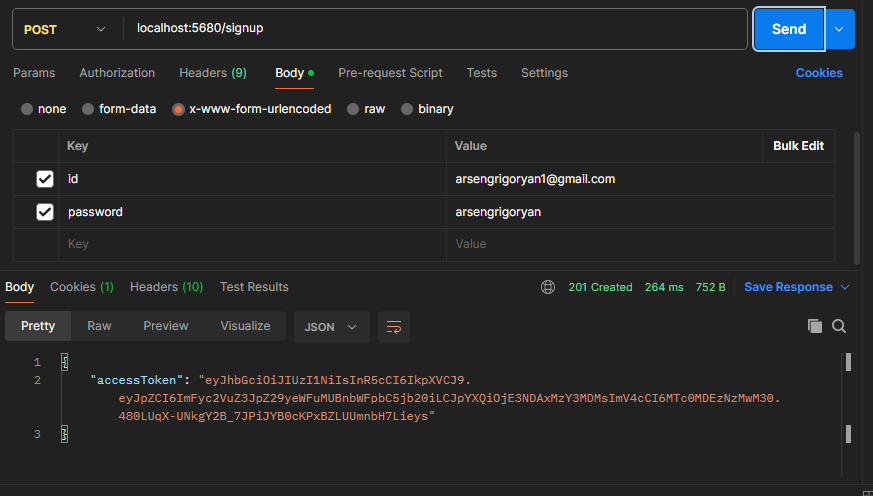 POST localhost:5680/signup Send
Params Authorization Headers (9) Body Pre-request Script Tests Settings Cookies
none form-data x-www-form-urlencoded raw binary
Key Value Bulk Edit
id arsengrigoryan1@gmail.com
password arsengrigoryan
Key Value
Body Cookies (1) Headers (10) Test Results 201 Created 264 ms 752 B Save Response
Pretty Raw Preview Visualize JSON
1 {
2 "accessToken": "eyJhbGciOiJIUzI1NiIsInR5cCI6IkpXVCJ9.
eyJpZCI6ImFyc2VuZ3JpZ29yeWFuMUBnbWFpbC5jb20iLCJpYXQiOjE3NDAxMzY3MDMsImV4cCI6MTc0MDEzNzMwM30.
480LUqX-UNkgY2B_7JPiJYB0cKPxBZLUUmnbH7Lieys"
3 }